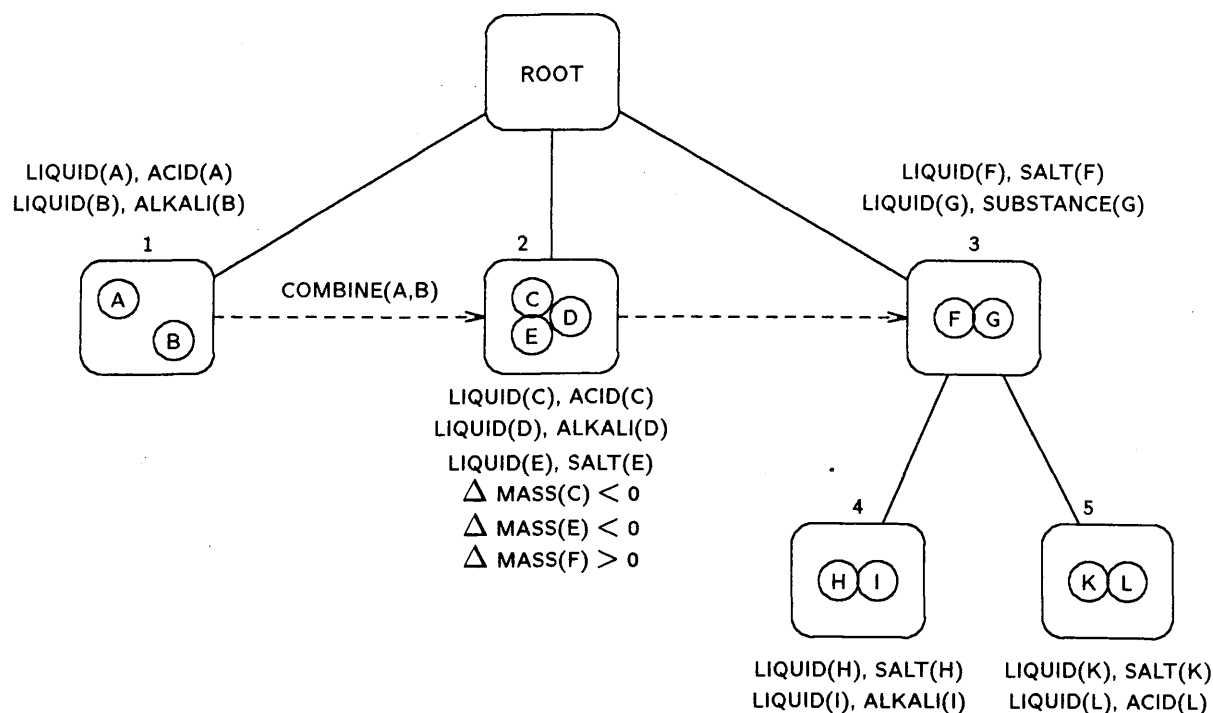 ROOT
LIQUID(A), ACID(A)
LIQUID(B), ALKALI(B)
1
A
B
COMBINE(A,B)
2
C
D
E
LIQUID(C), ACID(C)
LIQUID(D), ALKALI(D)
LIQUID(E), SALT(E)
Δ MASS(C) < 0
Δ MASS(E) < 0
Δ MASS(F) > 0
LIQUID(F), SALT(F)
LIQUID(G), SUBSTANCE(G)
3
F G
4
H I
LIQUID(H), SALT(H)
LIQUID(I), ALKALI(I)
5
K L
LIQUID(K), SALT(K)
LIQUID(L), ACID(L)